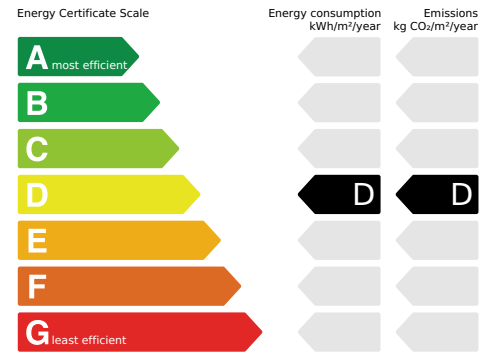 Energy Certificate Scale
Energy consumption
kWh/m²/year
Emissions
kg CO₂/m²/year
A most efficient
B
C
D D D
E
F
G least efficient